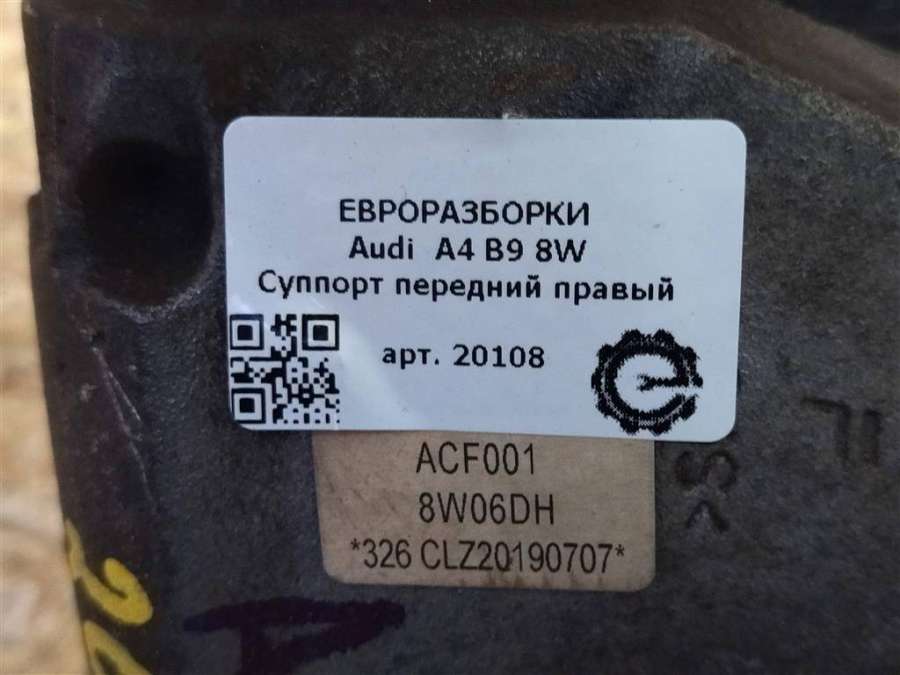 ЕВРОРАЗБОРКИ
Audi A4 B9 8W
Суппорт передний правый
арт. 20108
ACF001
8W06DH
*326 CLZ20190707*